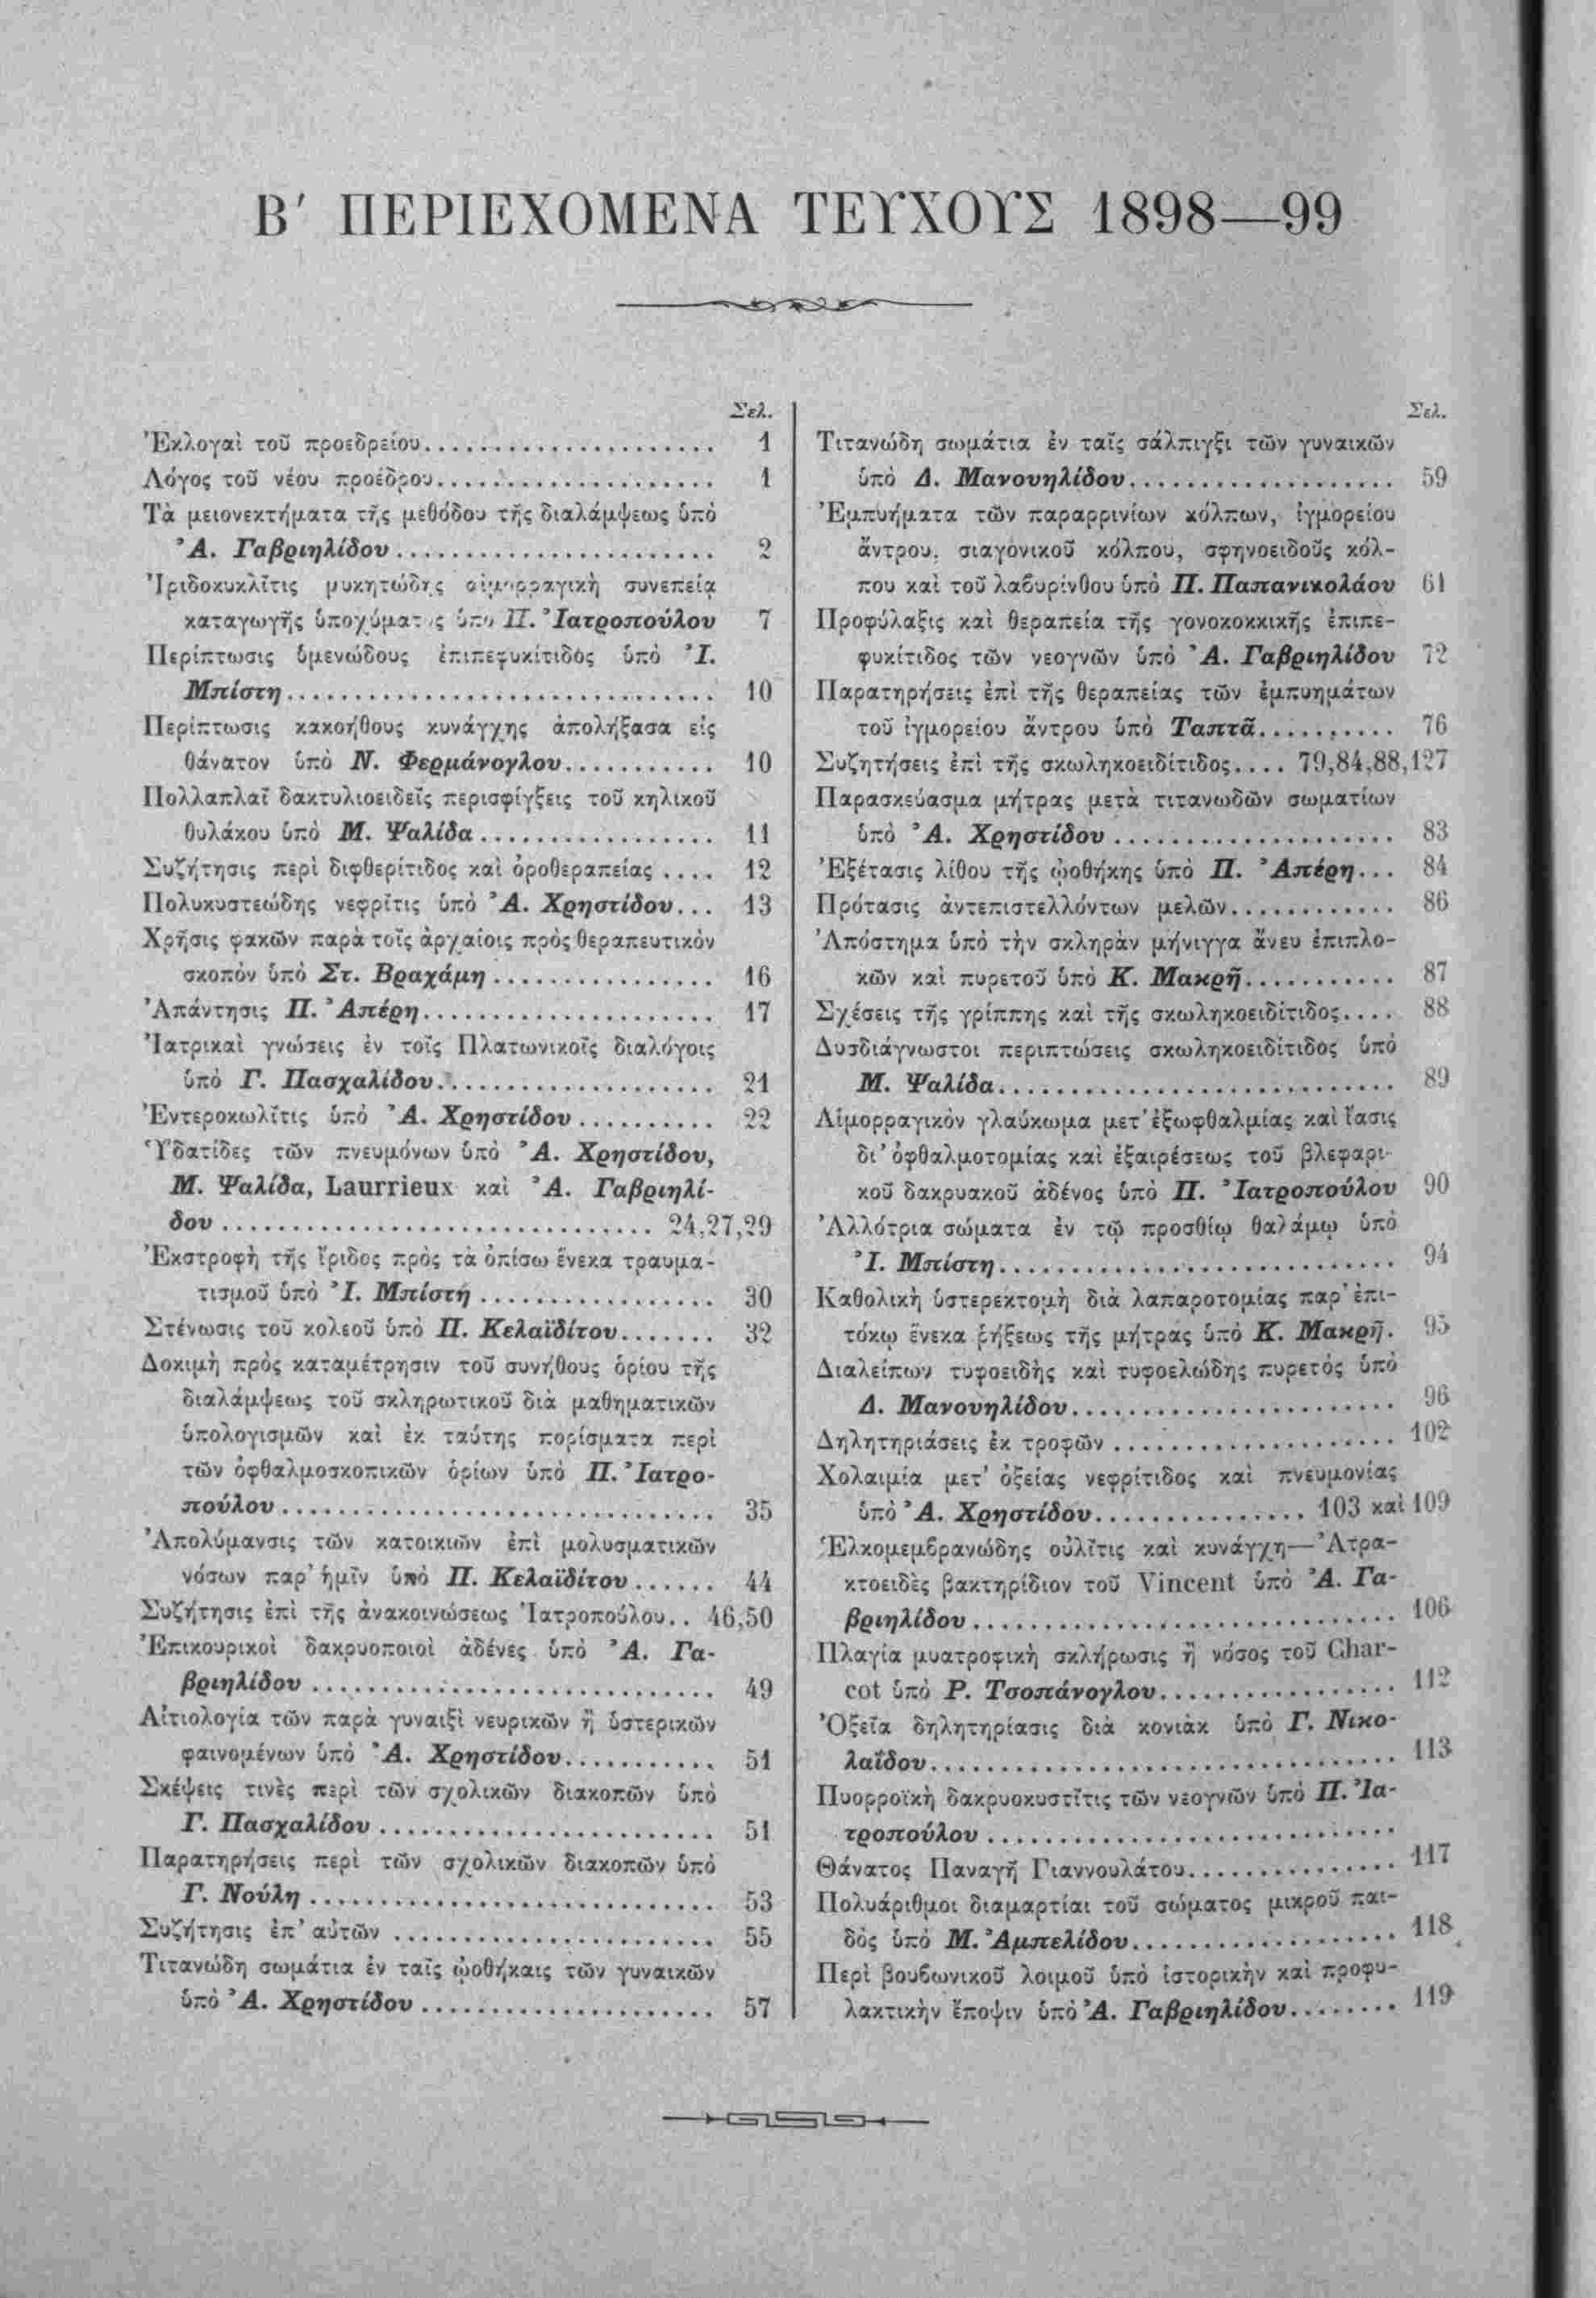 Β' ΠΕΡΙΕΧΟΜΕΝΑ ΤΕΥΧΟΥΣ 1898—99
Σελ.
Ἐκλογαὶ τοῦ προεδρείου..................... 1
Λόγος τοῦ νέου προέδρου.................... 1
Τὰ μειονεκτήματα τῆς μεθόδου τῆς διαλάμψεως ὑπὸ
Ἀ. Γαβριηλίδου....................... 2
Ἰριδοκυκλῖτις μυκητώδης αἱμορραγικὴ συνεπείᾳ
καταγωγῆς ὑποχύματος ὑπὸ Π. Ἰατροπούλου 7
Περίπτωσις ὑμενώδους ἐπιπεφυκίτιδος ὑπὸ Ἰ.
Μπίστη............................... 10
Περίπτωσις κακοήθους κυνάγχης ἀπολήξασα εἰς
θάνατον ὑπὸ Ν. Φερμάνογλου........... 10
Πολλαπλαῖ δακτυλιοειδεῖς περισφίγξεις τοῦ κηλικοῦ
θυλάκου ὑπὸ Μ. Ψαλίδα................. 11
Συζήτησις περὶ διφθερίτιδος καὶ ὀροθεραπείας .... 12
Πολυκυστεώδης νεφρῖτις ὑπὸ Ἀ. Χρηστίδου... 13
Χρῆσις φακῶν παρὰ τοῖς ἀρχαίοις πρὸς θεραπευτικὸν
σκοπὸν ὑπὸ Στ. Βραχάμη................ 16
Ἀπάντησις Π. Ἀπέρη..................... 17
Ἰατρικαὶ γνώσεις ἐν τοῖς Πλατωνικοῖς διαλόγοις
ὑπὸ Γ. Πασχαλίδου.................... 21
Ἐντεροκωλῖτις ὑπὸ Ἀ. Χρηστίδου.......... 22
Ὑδατίδες τῶν πνευμόνων ὑπὸ Ἀ. Χρηστίδου,
Μ. Ψαλίδα, Laurrieux καὶ Ἀ. Γαβριηλί-
δου............................... 24,27,29
Ἐκστροφὴ τῆς ἴριδος πρὸς τὰ ὀπίσω ἕνεκα τραυμα-
τισμοῦ ὑπὸ Ἰ. Μπίστη................. 30
Στένωσις τοῦ κολεοῦ ὑπὸ Π. Κελαϊδίτου....... 32
Δοκιμὴ πρὸς καταμέτρησιν τοῦ συνήθους ὁρίου τῆς
διαλάμψεως τοῦ σκληρωτικοῦ διὰ μαθηματικῶν
ὑπολογισμῶν καὶ ἐκ ταύτης πορίσματα περὶ
τῶν ὀφθαλμοσκοπικῶν ὁρίων ὑπὸ Π. Ἰατρο-
πούλου............................... 35
Ἀπολύμανσις τῶν κατοικιῶν ἐπὶ μολυσματικῶν
νόσων παρ' ἡμῖν ὑπὸ Π. Κελαϊδίτου...... 44
Συζήτησις ἐπὶ τῆς ἀνακοινώσεως Ἰατροπούλου.. 46,50
Ἐπικουρικοὶ δακρυοποιοὶ ἀδένες ὑπὸ Ἀ. Γα-
βριηλίδου............................. 49
Αἰτιολογία τῶν παρὰ γυναιξὶ νευρικῶν ἢ ὑστερικῶν
φαινομένων ὑπὸ Ἀ. Χρηστίδου........... 51
Σκέψεις τινὲς περὶ τῶν σχολικῶν διακοπῶν ὑπὸ
Γ. Πασχαλίδου........................ 51
Παρατηρήσεις περὶ τῶν σχολικῶν διακοπῶν ὑπὸ
Γ. Νούλη............................. 53
Συζήτησις ἐπ' αὐτῶν....................... 55
Τιτανώδη σωμάτια ἐν ταῖς ᾠοθήκαις τῶν γυναικῶν
ὑπὸ Ἀ. Χρηστίδου..................... 57
Σελ.
Τιτανώδη σωμάτια ἐν ταῖς σάλπιγξι τῶν γυναικῶν
ὑπὸ Δ. Μανουηλίδου................... 59
Ἐμπυήματα τῶν παραρρινίων κόλπων, ἰγμορείου
ἄντρου, σιαγονικοῦ κόλπου, σφηνοειδοῦς κόλ-
που καὶ τοῦ λαβυρίνθου ὑπὸ Π. Παπανικολάου 61
Προφύλαξις καὶ θεραπεία τῆς γονοκοκκικῆς ἐπιπε-
φυκίτιδος τῶν νεογνῶν ὑπὸ Ἀ. Γαβριηλίδου 72
Παρατηρήσεις ἐπὶ τῆς θεραπείας τῶν ἐμπυημάτων
τοῦ ἰγμορείου ἄντρου ὑπὸ Ταπτᾶ.......... 76
Συζητήσεις ἐπὶ τῆς σκωληκοειδίτιδος.... 79,84,88,127
Παρασκεύασμα μήτρας μετὰ τιτανωδῶν σωματίων
ὑπὸ Ἀ. Χρηστίδου.................... 83
Ἐξέτασις λίθου τῆς ᾠοθήκης ὑπὸ Π. Ἀπέρη... 84
Πρότασις ἀντεπιστελλόντων μελῶν............ 86
Ἀπόστημα ὑπὸ τὴν σκληρὰν μήνιγγα ἄνευ ἐπιπλο-
κῶν καὶ πυρετοῦ ὑπὸ Κ. Μακρῆ........... 87
Σχέσεις τῆς γρίππης καὶ τῆς σκωληκοειδίτιδος.... 88
Δυσδιάγνωστοι περιπτώσεις σκωληκοειδίτιδος ὑπὸ
Μ. Ψαλίδα............................ 89
Αἱμορραγικὸν γλαύκωμα μετ' ἐξωφθαλμίας καὶ ἴασις
δι' ὀφθαλμοτομίας καὶ ἐξαιρέσεως τοῦ βλεφαρι-
κοῦ δακρυακοῦ ἀδένος ὑπὸ Π. Ἰατροπούλου 90
Ἀλλότρια σώματα ἐν τῷ προσθίῳ θαλάμῳ ὑπὸ
Ἰ. Μπίστη............................ 94
Καθολικὴ ὑστερεκτομὴ διὰ λαπαροτομίας παρ' ἐπι-
τόκῳ ἕνεκα ῥήξεως τῆς μήτρας ὑπὸ Κ. Μακρῆ. 95
Διαλείπων τυφοειδὴς καὶ τυφοελώδης πυρετὸς ὑπὸ
Δ. Μανουηλίδου....................... 96
Δηλητηριάσεις ἐκ τροφῶν.................... 102
Χολαιμία μετ' ὀξείας νεφρίτιδος καὶ πνευμονίας
ὑπὸ Ἀ. Χρηστίδου............... 103 καὶ 109
Ἑλκομεμβρανώδης οὐλῖτις καὶ κυνάγχη—Ἀτρα-
κτοειδὲς βακτηρίδιον τοῦ Vincent ὑπὸ Ἀ. Γα-
βριηλίδου............................. 106
Πλαγία μυατροφικὴ σκλήρωσις ἢ νόσος τοῦ Char-
cot ὑπὸ Ρ. Τσοπάνογλου................. 112
Ὀξεῖα δηλητηρίασις διὰ κονιὰκ ὑπὸ Γ. Νικο-
λαΐδου................................ 113
Πυορροϊκὴ δακρυοκυστῖτις τῶν νεογνῶν ὑπὸ Π. Ἰα-
τροπούλου.............................
Θάνατος Παναγῆ Γιαννουλάτου............... 117
Πολυάριθμοι διαμαρτίαι τοῦ σώματος μικροῦ παι-
δὸς ὑπὸ Μ. Ἀμπελίδου................... 118
Περὶ βουβωνικοῦ λοιμοῦ ὑπὸ ἱστορικὴν καὶ προφυ-
λακτικὴν ἔποψιν ὑπὸ Ἀ. Γαβριηλίδου........ 119